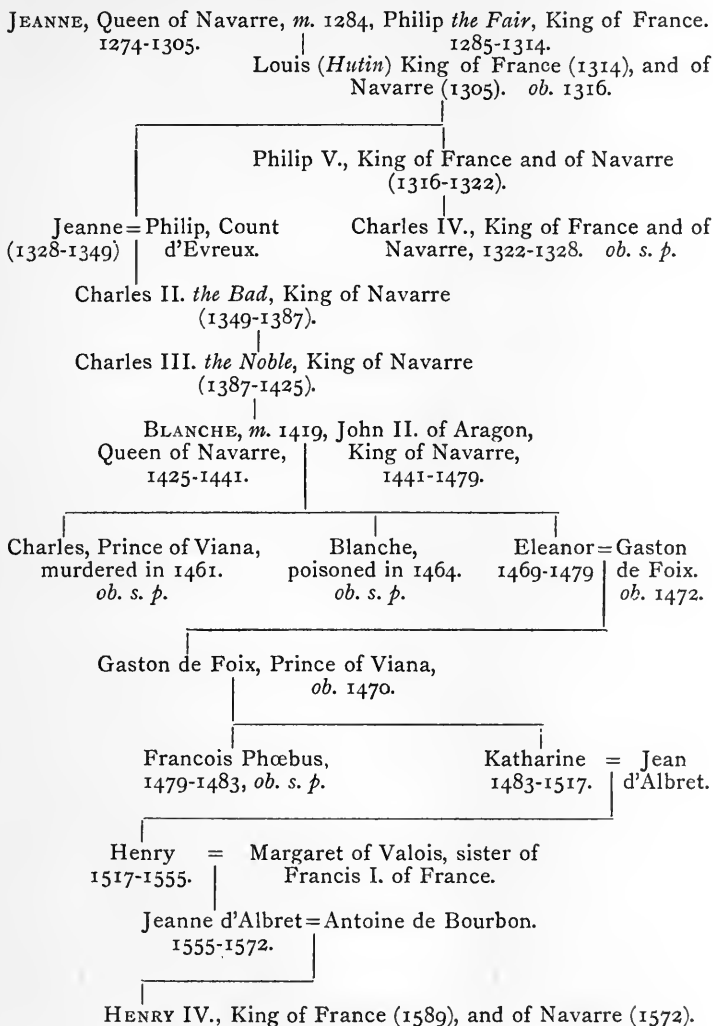 JEANNE, Queen of Navarre, m. 1284, Philip the Fair, King of France.
1274-1305. 1285-1314.
Louis (Hutin) King of France (1314), and of
Navarre (1305). ob. 1316.
Philip V., King of France and of Navarre
(1316-1322).
Jeanne=Philip, Count
(1328-1349) d'Evreux.
Charles IV., King of France and of
Navarre, 1322-1328. ob. s. p.
Charles II. the Bad, King of Navarre
(1349-1387).
Charles III. the Noble, King of Navarre
(1387-1425).
BLANCHE, m. 1419, John II. of Aragon,
Queen of Navarre, King of Navarre,
1425-1441. 1441-1479.
Charles, Prince of Viana,
murdered in 1461.
ob. s. p.
Blanche,
poisoned in 1464.
ob. s. p.
Eleanor=Gaston
1469-1479 de Foix.
ob. 1472.
Gaston de Foix, Prince of Viana,
ob. 1470.
Francois Phœbus,
1479-1483, ob. s. p.
Katharine = Jean
1483-1517. d'Albret.
Henry = Margaret of Valois, sister of
1517-1555. Francis I. of France.
Jeanne d'Albret=Antoine de Bourbon.
1555-1572.
HENRY IV., King of France (1589), and of Navarre (1572).